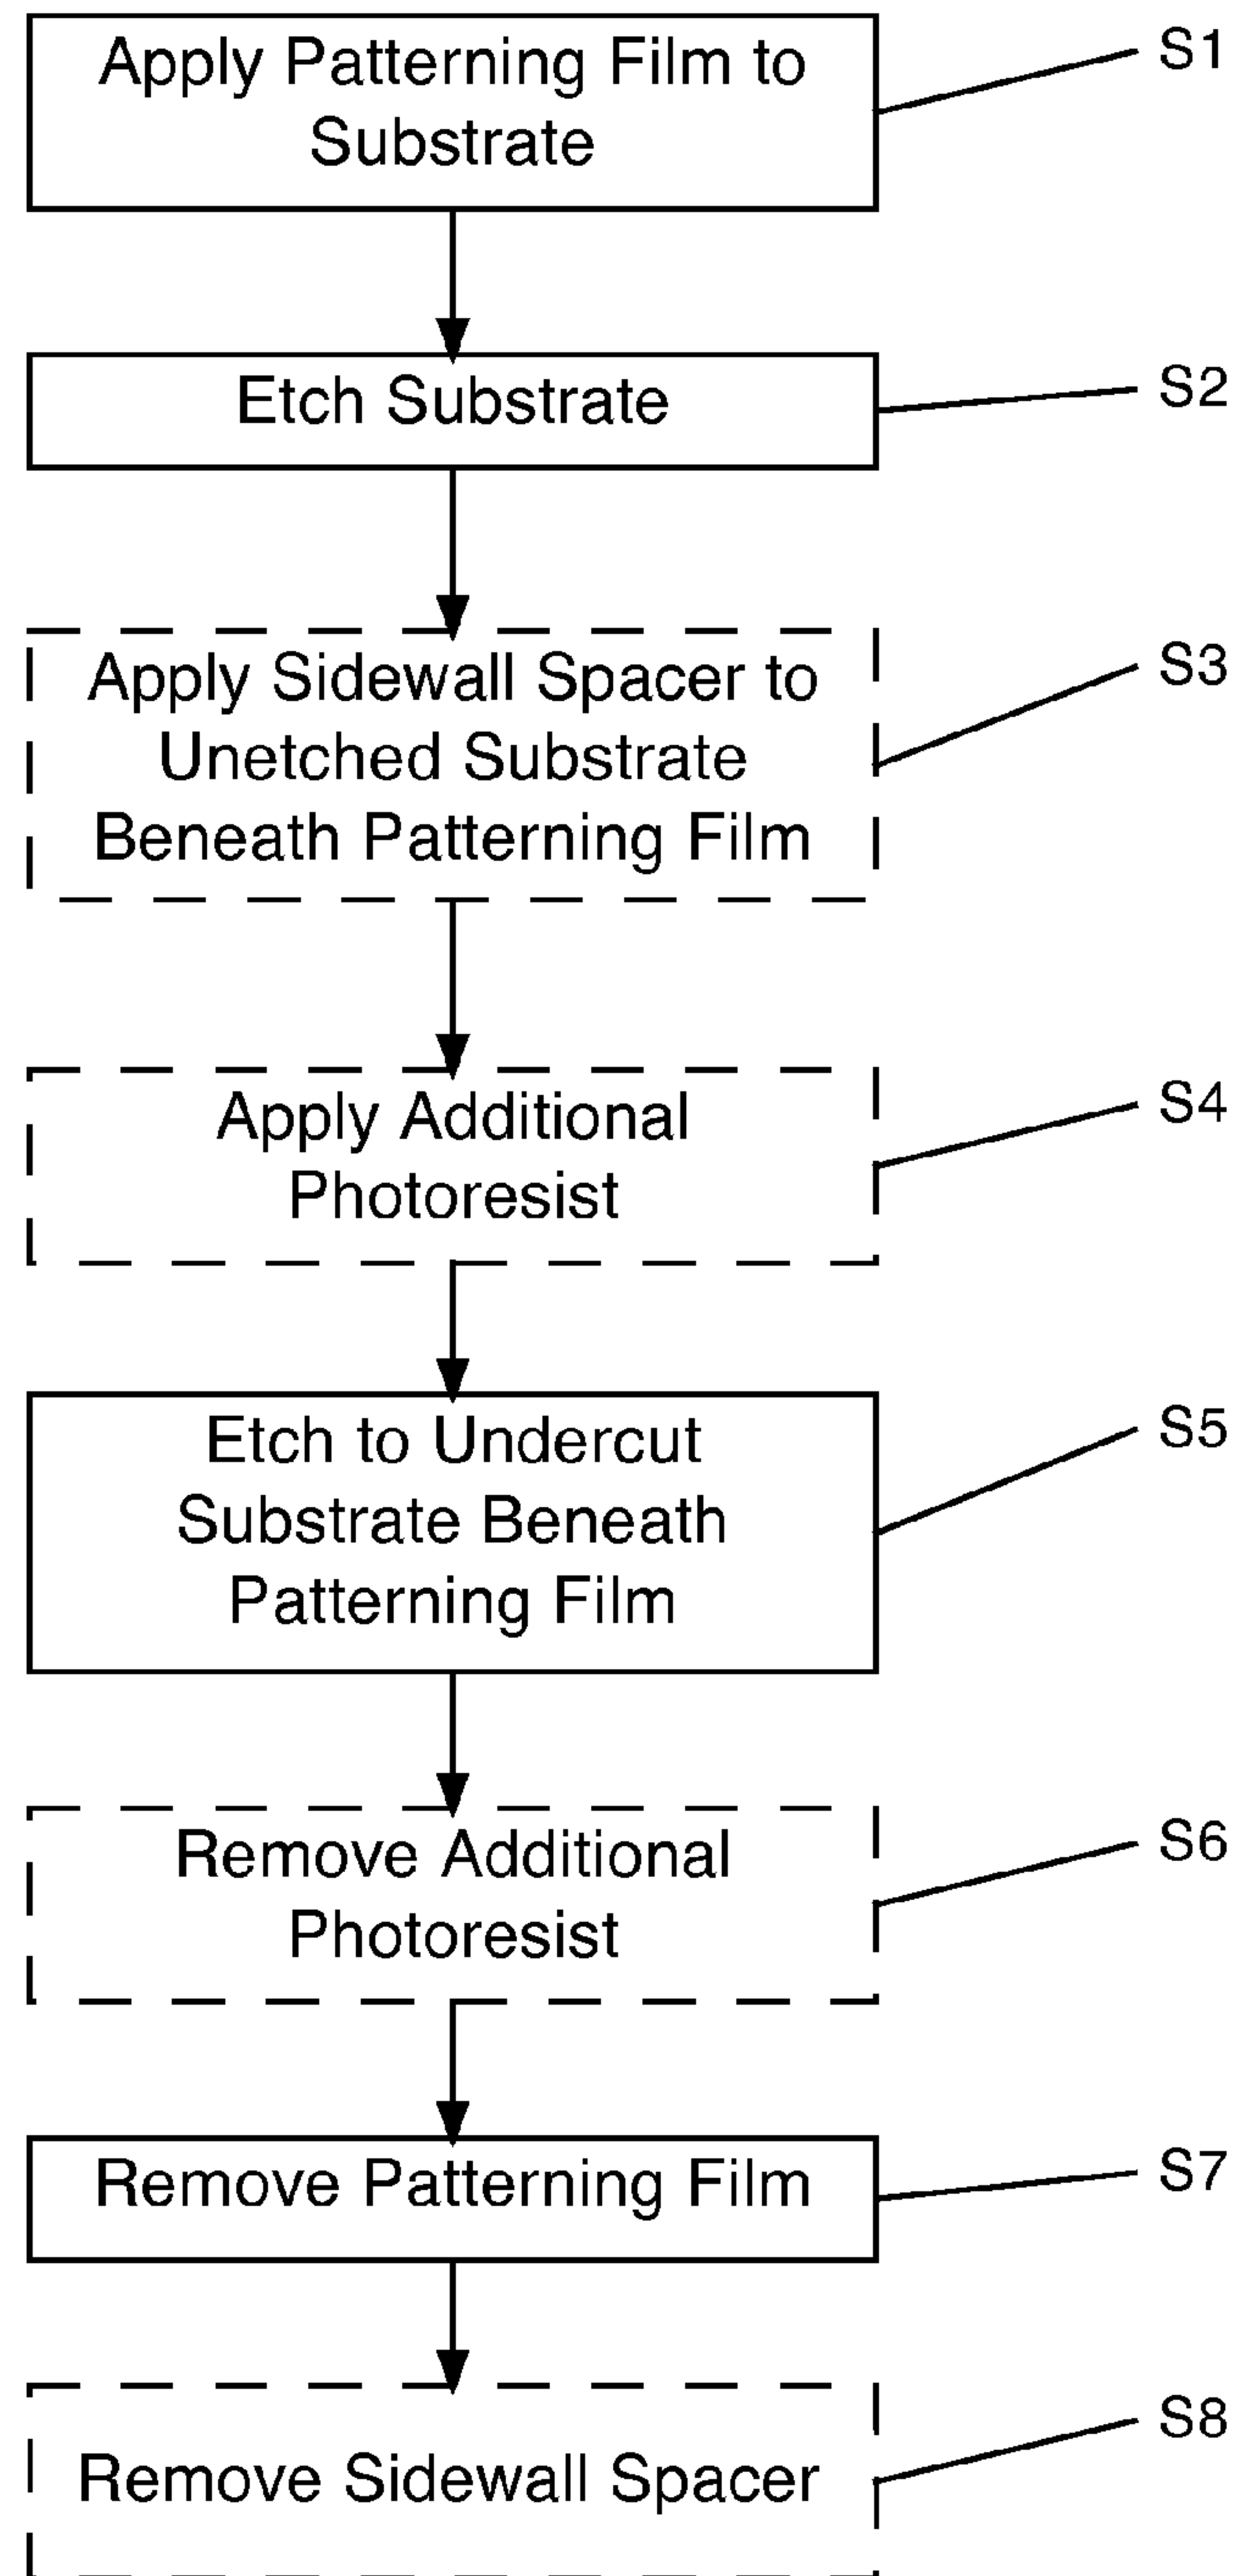 Apply Patterning Film to
Substrate
S1
Etch Substrate
S2
Apply Sidewall Spacer to
Unetched Substrate
Beneath Patterning Film
S3
Apply Additional
Photoresist
S4
Etch to Undercut
Substrate Beneath
Patterning Film
S5
Remove Additional
Photoresist
S6
Remove Patterning Film
S7
Remove Sidewall Spacer
S8